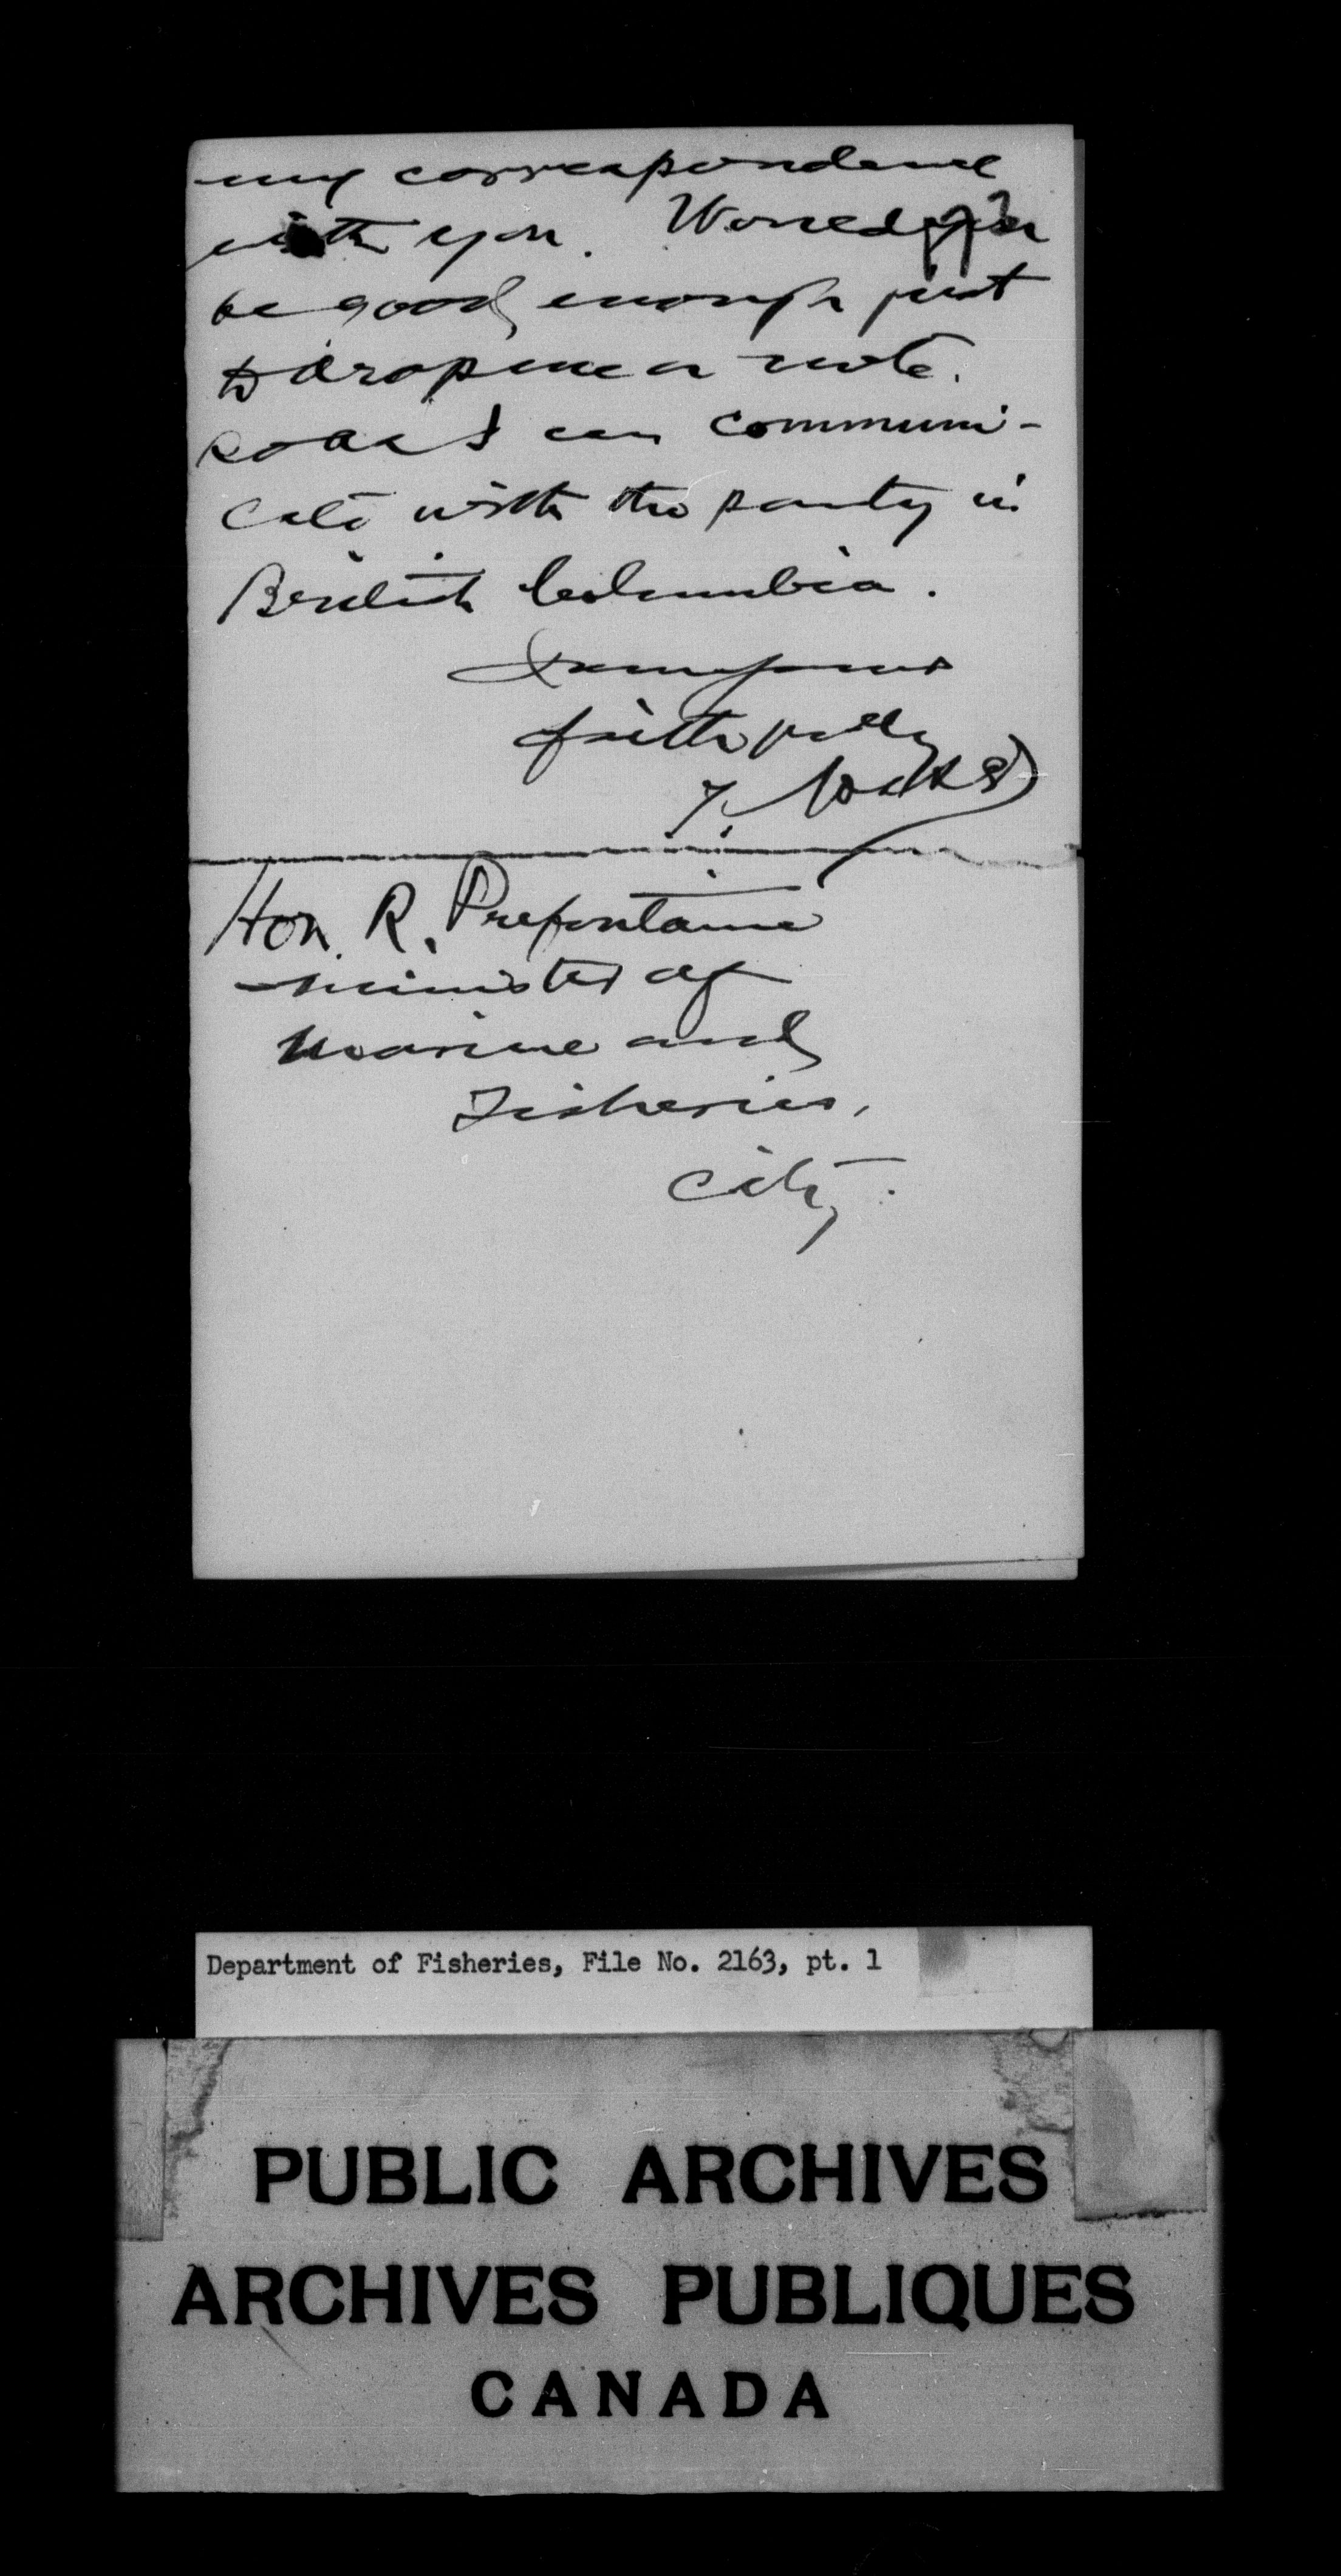 my correspondence
with you. Would you
be good enough just
to drop me a note.
so as I can communi-
cate with the party in
British Columbia.
I am yours
faithfully
Hon. R. Prefontaine
Minister of
Marine and
Fisheries,
City.
Department of Fisheries, File No. 2163, pt. 1
PUBLIC ARCHIVES
ARCHIVES PUBLIQUES
CANADA